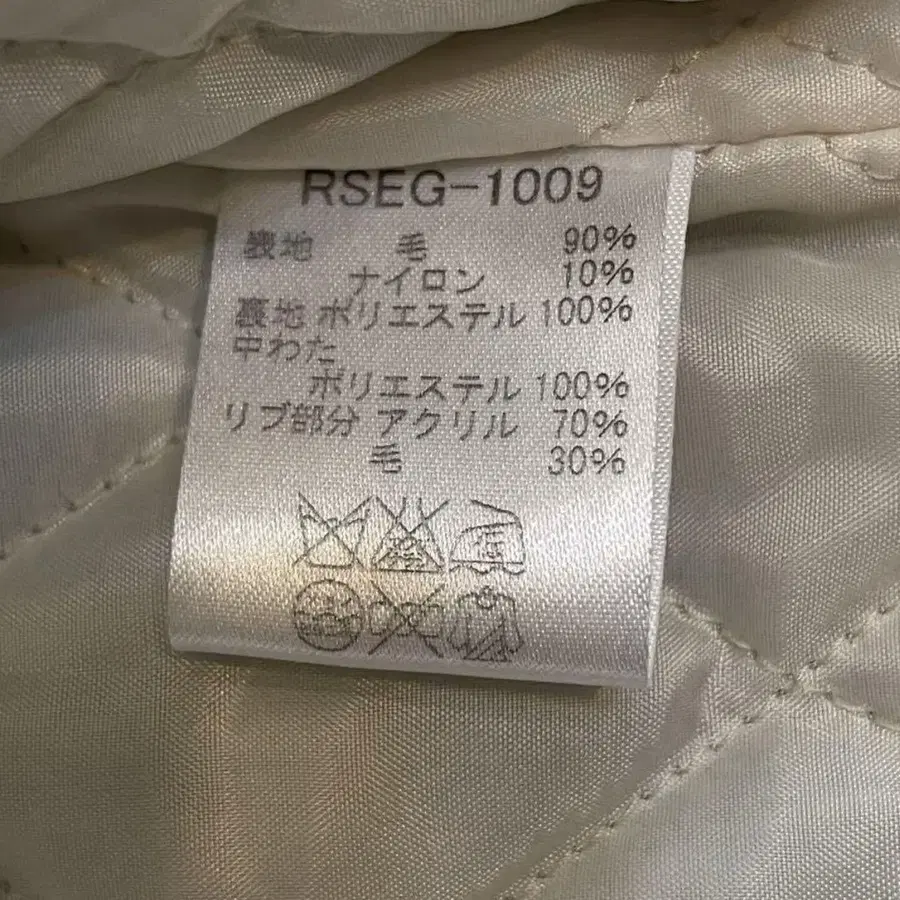 RSEG-1009
表地 毛 90%
ナイロン 10%
裏地 ポリエステル 100%
中わた
ポリエステル 100%
リブ部分 アクリル 70%
毛 30%